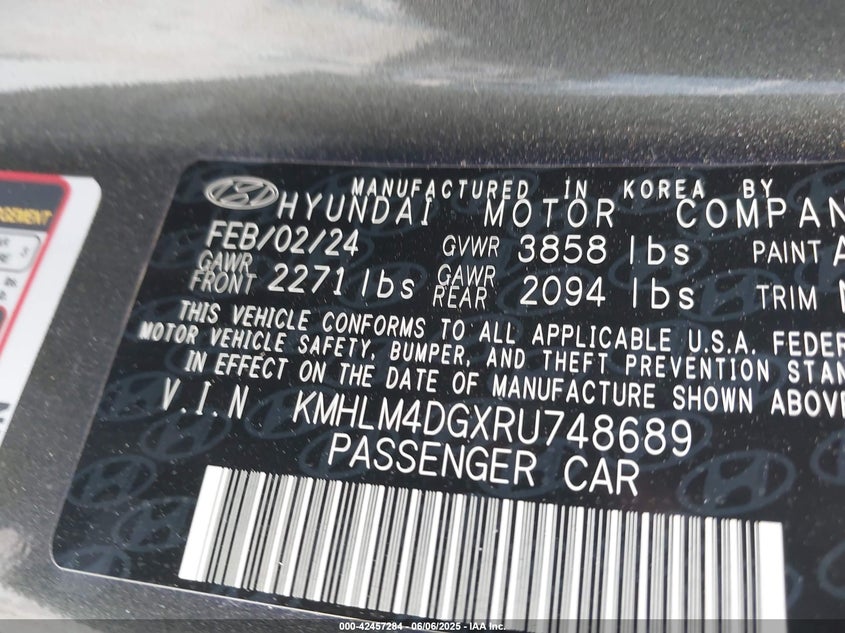 MANUFACTURED IN KOREA BY
HYUNDAI MOTOR COMPAN
FEB/02/24 GVWR 3858 lbs PAINT A
GAWR FRONT 2271 lbs GAWR REAR 2094 lbs TRIM
THIS VEHICLE CONFORMS TO ALL APPLICABLE U.S.A. FEDER
MOTOR VEHICLE SAFETY, BUMPER, AND THEFT PREVENTION STAN
IN EFFECT ON THE DATE OF MANUFACTURE SHOWN ABOVE
V.I.N KMHLM4DGXRU748689
PASSENGER CAR
000-42457284 - 06/06/2025 - IAA Inc.